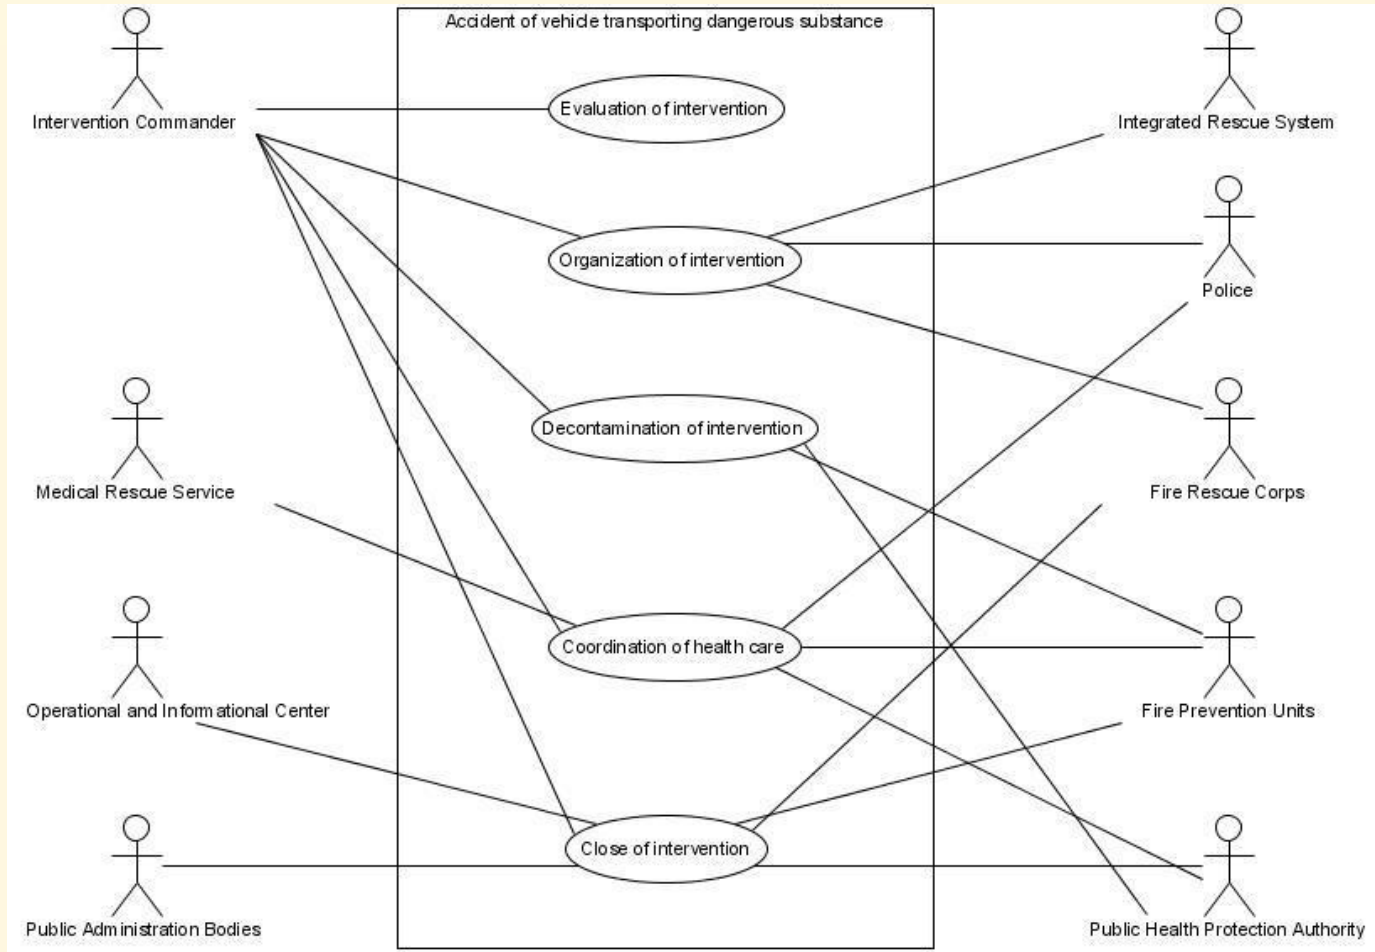 Accident of vehicle transporting dangerous substance
Intervention Commander
Evaluation of intervention
Integrated Rescue System
Organization of intervention
Police
Decontamination of intervention
Medical Rescue Service
Fire Rescue Corps
Coordination of health care
Operational and Informational Center
Fire Prevention Units
Close of intervention
Public Administration Bodies
Public Health Protection Authority